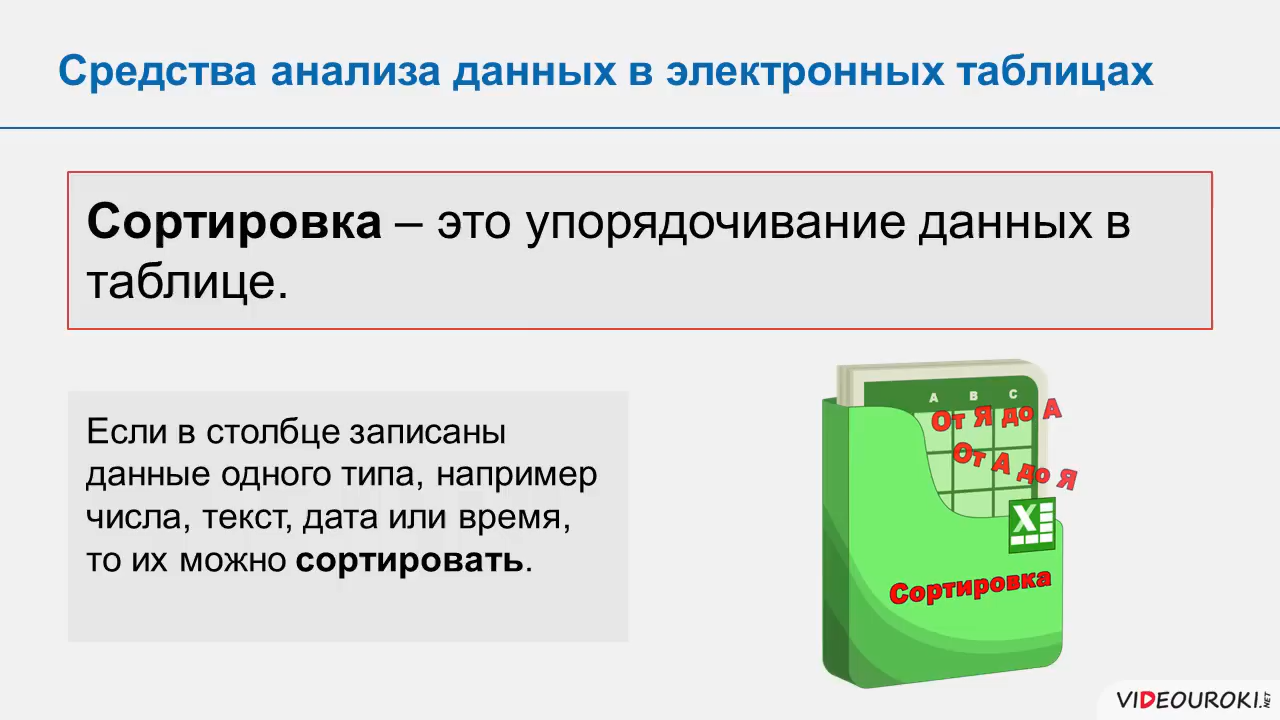 Средства анализа данных в электронных таблицах
Сортировка – это упорядочивание данных в
таблице.
Если в столбце записаны
данные одного типа, например
числа, текст, дата или время,
то их можно сортировать.
A B C
От Я до А
От А до Я
X
Сортировка
VIDEOUROKI.NET